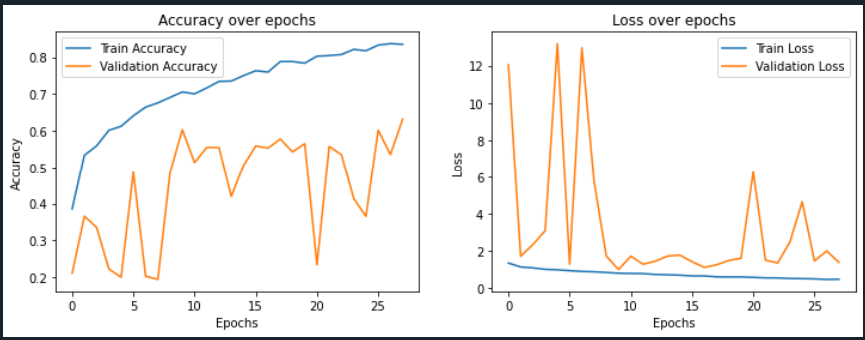 Accuracy over epochs
Train Accuracy
Validation Accuracy
Accuracy
0.8
0.7
0.6
0.5
0.4
0.3
0.2
0 5 10 15 20 25
Epochs
Loss over epochs
Train Loss
Validation Loss
Loss
12
10
8
6
4
2
0
0 5 10 15 20 25
Epochs